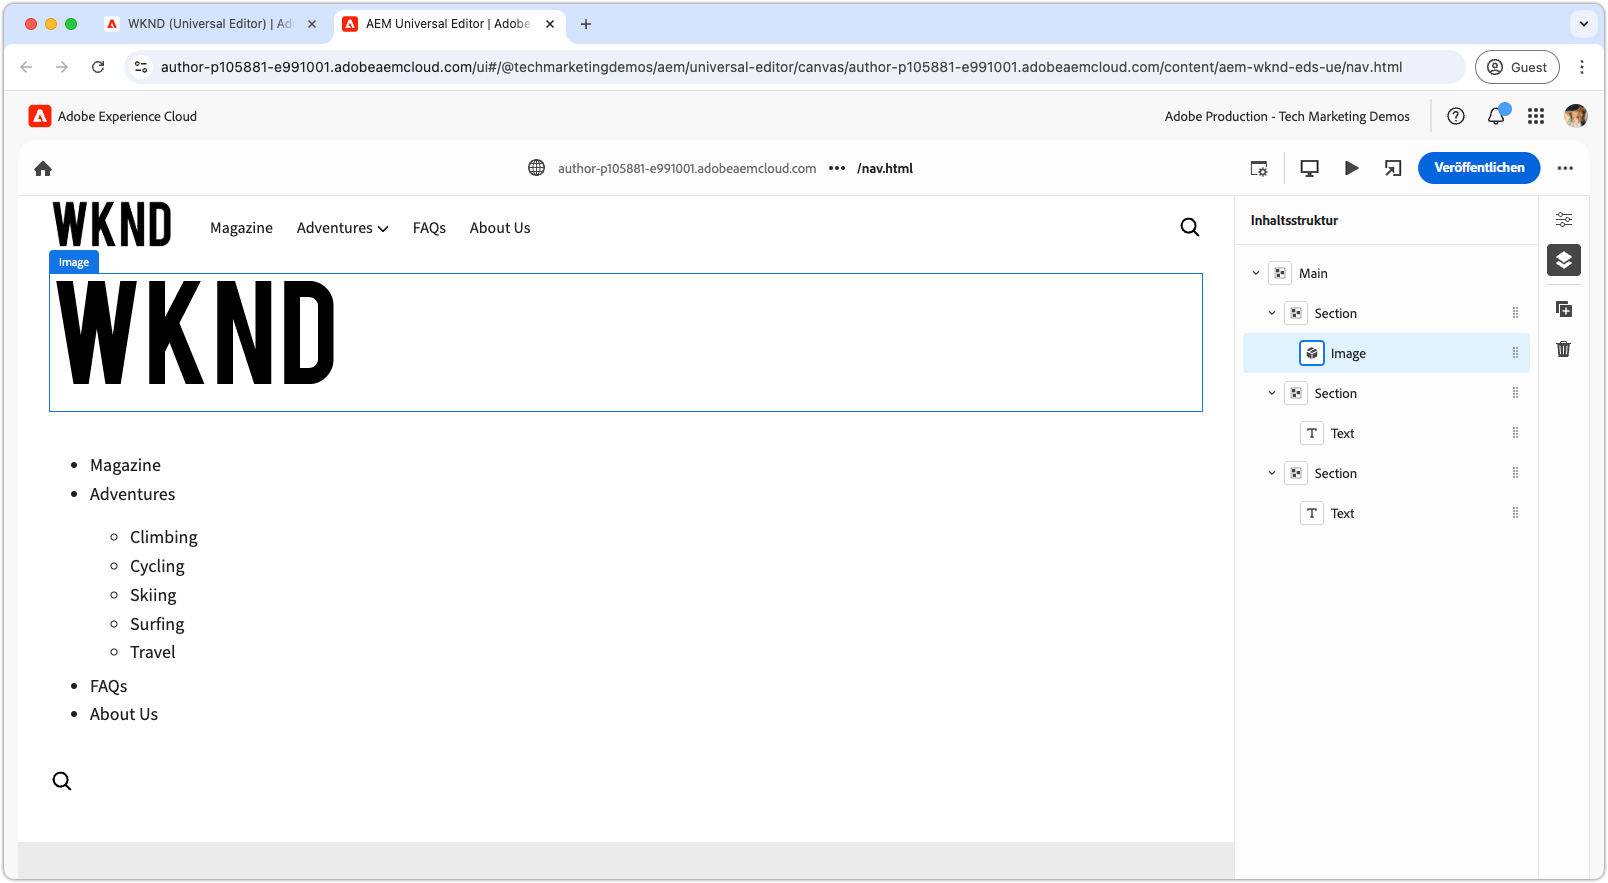 WKND (Universal Editor) | Ad
AEM Universal Editor | Adobe
author-p105881-e991001.adobeaemcloud.com/ui#/@techmarketingdemos/aem/universal-editor/canvas/author-p105881-e991001.adobeaemcloud.com/content/aem-wknd-eds-ue/nav.html
Guest
Adobe Experience Cloud
Adobe Production - Tech Marketing Demos
author-p105881-e991001.adobeaemcloud.com ••• /nav.html
Veröffentlichen
WKND
Magazine
Adventures
FAQs
About Us
Image
WKND
• Magazine
• Adventures
Climbing
Cycling
Skiing
Surfing
Travel
• FAQs
• About Us
Inhaltsstruktur
Main
Section
Image
Section
T Text
Section
T Text